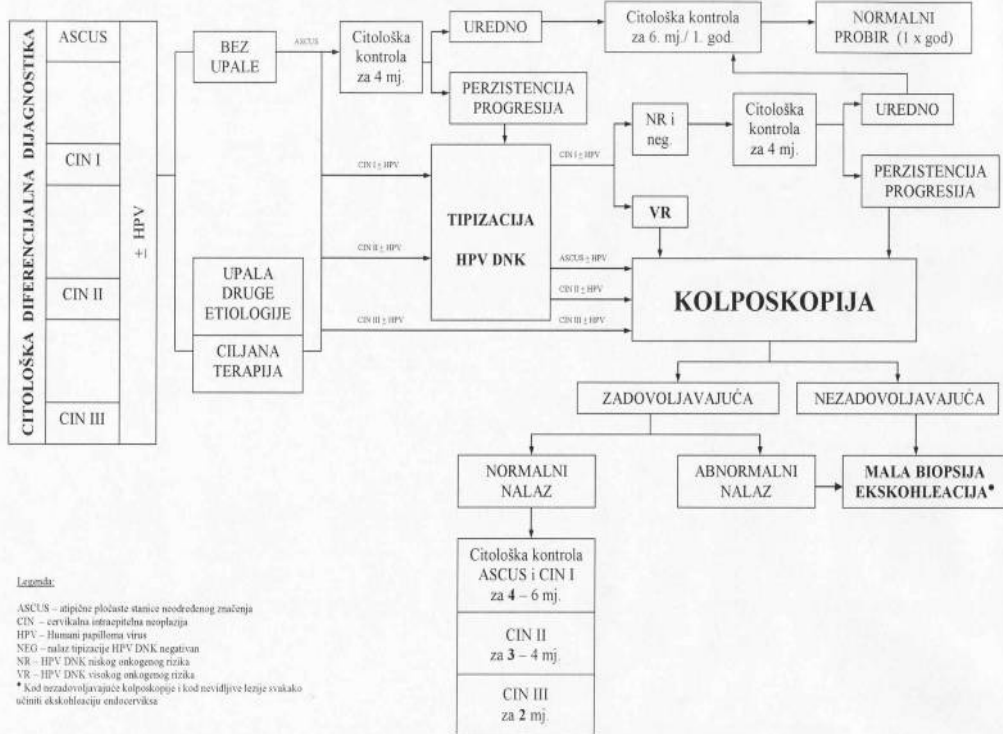 CITOLOŠKA DIFERENCIJALNA DIJAGNOSTIKA
ASCUS
CIN I
CIN II
CIN III
± HPV
BEZ
UPALE
UPALA
DRUGE
ETIOLOGIJE
CILJANA
TERAPIJA
ASCUS
Citološka
kontrola
za 4 mj.
UREDNO
PERZISTENCIJA
PROGRESIJA
Citološka kontrola
za 6. mj./ 1. god.
NORMALNI
PROBIR (1 x god)
CIN I ± HPV
CIN II ± HPV
CIN III ± HPV
TIPIZACIJA
HPV DNK
CIN I ± HPV
ASCUS ± HPV
CIN II ± HPV
CIN III ± HPV
NR i
neg.
VR
Citološka
kontrola
za 4 mj.
UREDNO
PERZISTENCIJA
PROGRESIJA
KOLPOSKOPIJA
ZADOVOLJAVAJUĆA
NEZADOVOLJAVAJUĆA
NORMALNI
NALAZ
ABNORMALNI
NALAZ
MALA BIOPSIJA
EKSKOHLEACIJA*
Citološka kontrola
ASCUS i CIN I
za 4 – 6 mj.
CIN II
za 3 – 4 mj.
CIN III
za 2 mj.
Legenda:
ASCUS – atipične pločaste stanice neodređenog značenja
CIN – cervikalna intraepitelna neoplazija
HPV – Humani papilloma virus
NEG – nalaz tipizacije HPV DNK negativan
NR – HPV DNK niskog onkogenog rizika
VR – HPV DNK visokog onkogenog rizika
* Kod nezadovoljavajuće kolposkopije i kod nevidljive lezije svakako
učiniti ekskohleaciju endocerviksa